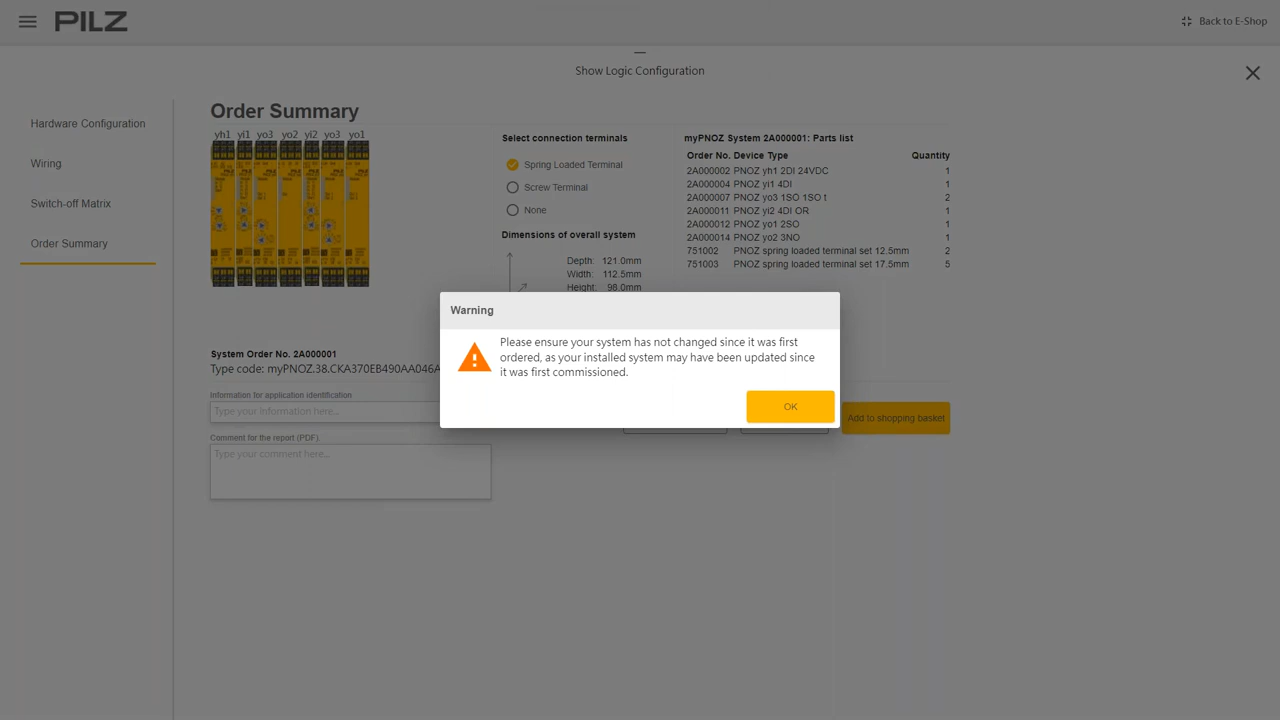 PILZ
Back to E-Shop
Show Logic Configuration
Hardware Configuration
Wiring
Switch-off Matrix
Order Summary
Order Summary
yh1 yi1 yo3 yo2 yi2 yo3 yo1
Select connection terminals
Spring Loaded Terminal
Screw Terminal
None
Dimensions of overall system
Depth: 121.0mm
Width: 112.5mm
Height: 98.0mm
myPNOZ System 2A000001: Parts list
Order No. Device Type Quantity
2A000002 PNOZ yh1 2DI 24VDC 1
2A000004 PNOZ yi1 4DI 1
2A000007 PNOZ yo3 1SO 1SO t 2
2A000011 PNOZ yi2 4DI OR 1
2A000012 PNOZ yo1 2SO 1
2A000014 PNOZ yo2 3NO 1
751002 PNOZ spring loaded terminal set 12.5mm 2
751003 PNOZ spring loaded terminal set 17.5mm 5
Warning
Please ensure your system has not changed since it was first
ordered, as your installed system may have been updated since
it was first commissioned.
OK
System Order No. 2A000001
Type code: myPNOZ.38.CKA370EB490AA046A
Information for application identification
Type your information here...
Comment for the report (PDF)
Type your comment here...
Add to shopping basket